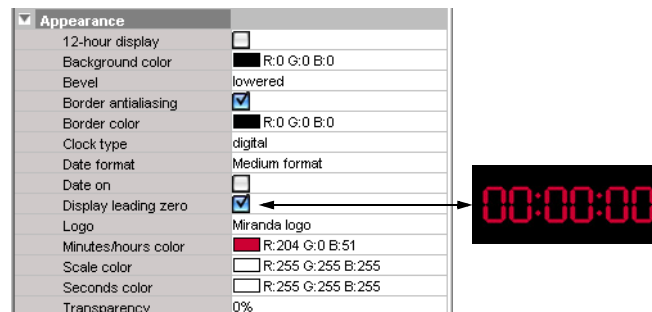 Appearance
12-hour display
Background color R:0 G:0 B:0
Bevel lowered
Border antialiasing
Border color R:0 G:0 B:0
Clock type digital
Date format Medium format
Date on
Display leading zero
00:00:00
Logo Miranda logo
Minutes/hours color R:204 G:0 B:51
Scale color R:255 G:255 B:255
Seconds color R:255 G:255 B:255
Transparency 0%